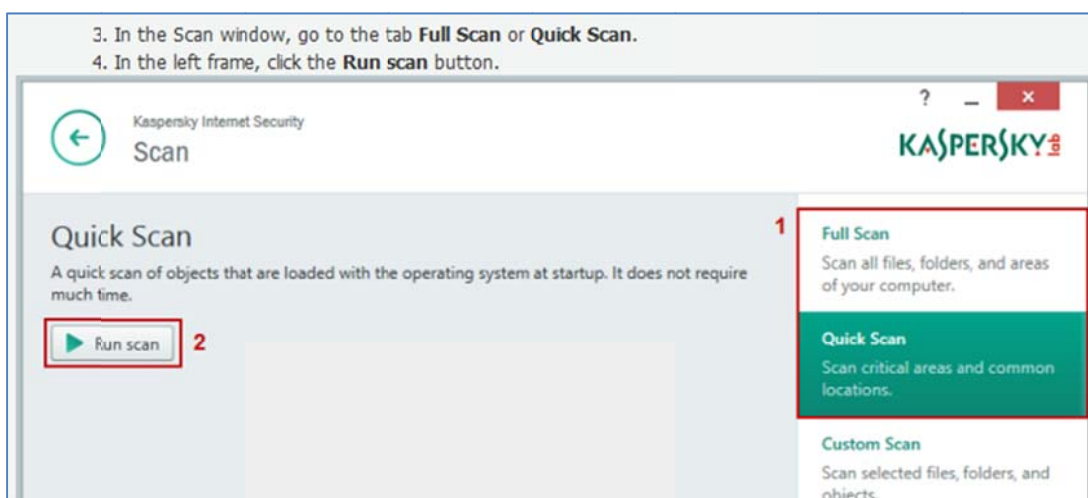 3. In the Scan window, go to the tab Full Scan or Quick Scan.
4. In the left frame, click the Run scan button.
? _ ×
Kaspersky Internet Security
Scan
KASPERSKY lab
Quick Scan
A quick scan of objects that are loaded with the operating system at startup. It does not require
much time.
Run scan
2
1
Full Scan
Scan all files, folders, and areas
of your computer.
Quick Scan
Scan critical areas and common
locations.
Custom Scan
Scan selected files, folders, and
objects.